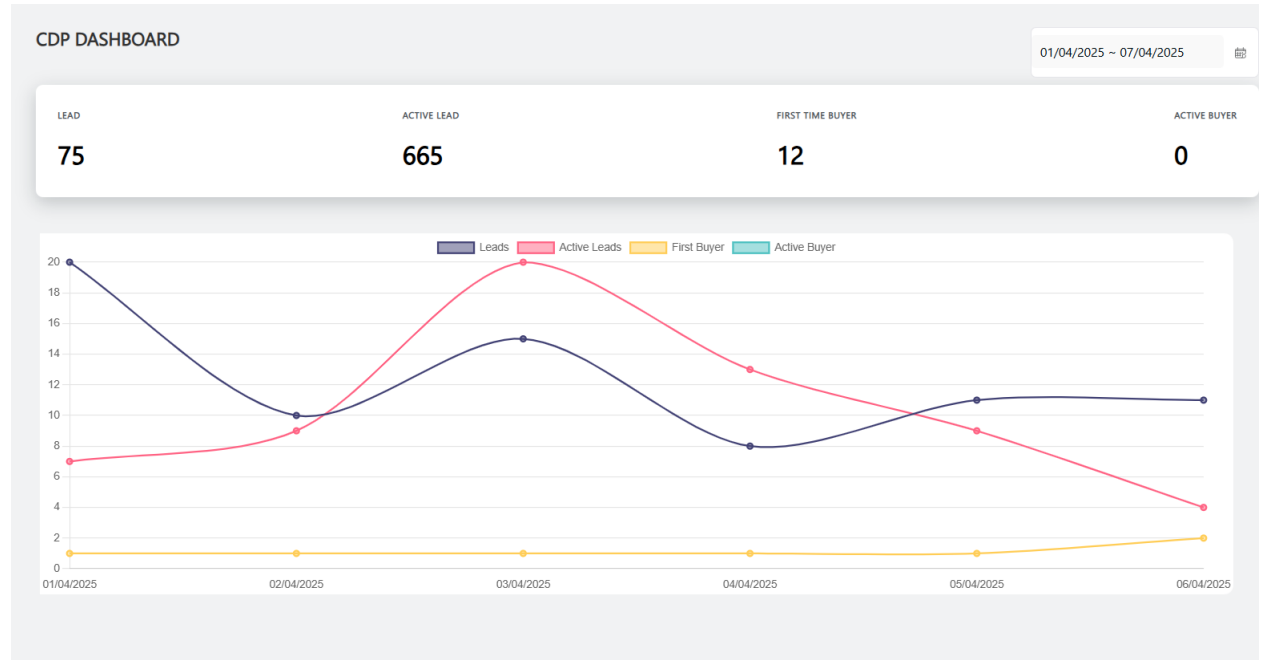 CDP DASHBOARD
01/04/2025 ~ 07/04/2025
LEAD
ACTIVE LEAD
FIRST TIME BUYER
ACTIVE BUYER
75
665
12
0
Leads
Active Leads
First Buyer
Active Buyer
20
18
16
14
12
10
8
6
4
2
0
01/04/2025
02/04/2025
03/04/2025
04/04/2025
05/04/2025
06/04/2025